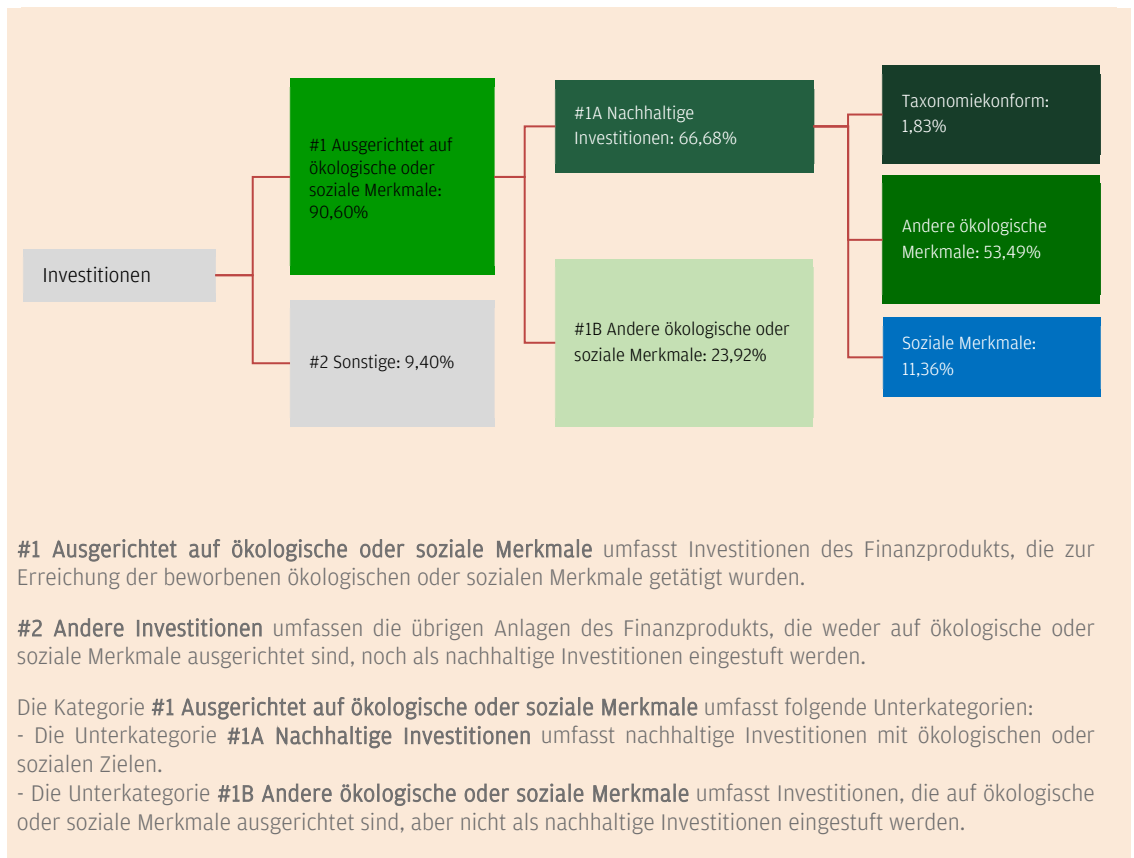 Investitionen
#1 Ausgerichtet auf
ökologische oder
soziale Merkmale:
90,60%
#2 Sonstige: 9,40%
#1A Nachhaltige
Investitionen: 66,68%
#1B Andere ökologische oder
soziale Merkmale: 23,92%
Taxonomiekonform:
1,83%
Andere ökologische
Merkmale: 53,49%
Soziale Merkmale:
11,36%
#1 Ausgerichtet auf ökologische oder soziale Merkmale umfasst Investitionen des Finanzprodukts, die zur
Erreichung der beworbenen ökologischen oder sozialen Merkmale getätigt wurden.
#2 Andere Investitionen umfassen die übrigen Anlagen des Finanzprodukts, die weder auf ökologische oder
soziale Merkmale ausgerichtet sind, noch als nachhaltige Investitionen eingestuft werden.
Die Kategorie #1 Ausgerichtet auf ökologische oder soziale Merkmale umfasst folgende Unterkategorien:
- Die Unterkategorie #1A Nachhaltige Investitionen umfasst nachhaltige Investitionen mit ökologischen oder
sozialen Zielen.
- Die Unterkategorie #1B Andere ökologische oder soziale Merkmale umfasst Investitionen, die auf ökologische
oder soziale Merkmale ausgerichtet sind, aber nicht als nachhaltige Investitionen eingestuft werden.